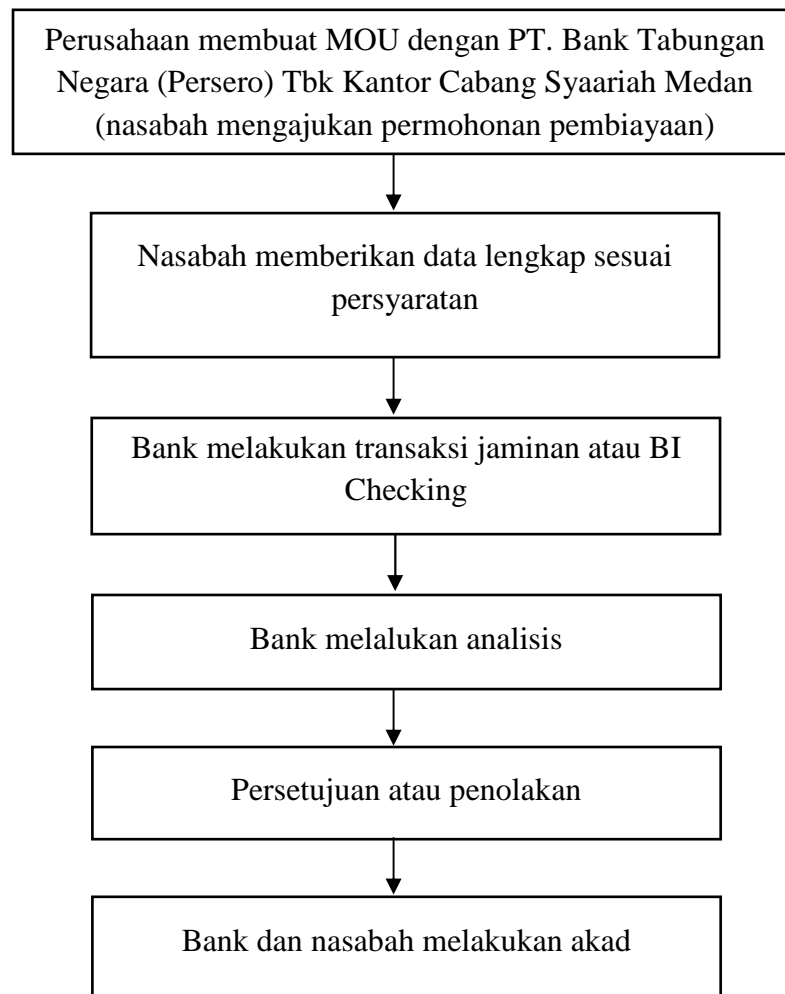 Perusahaan membuat MOU dengan PT. Bank Tabungan
Negara (Persero) Tbk Kantor Cabang Syaariah Medan
(nasabah mengajukan permohonan pembiayaan)
Nasabah memberikan data lengkap sesuai
persyaratan
Bank melakukan transaksi jaminan atau BI
Checking
Bank melalukan analisis
Persetujuan atau penolakan
Bank dan nasabah melakukan akad